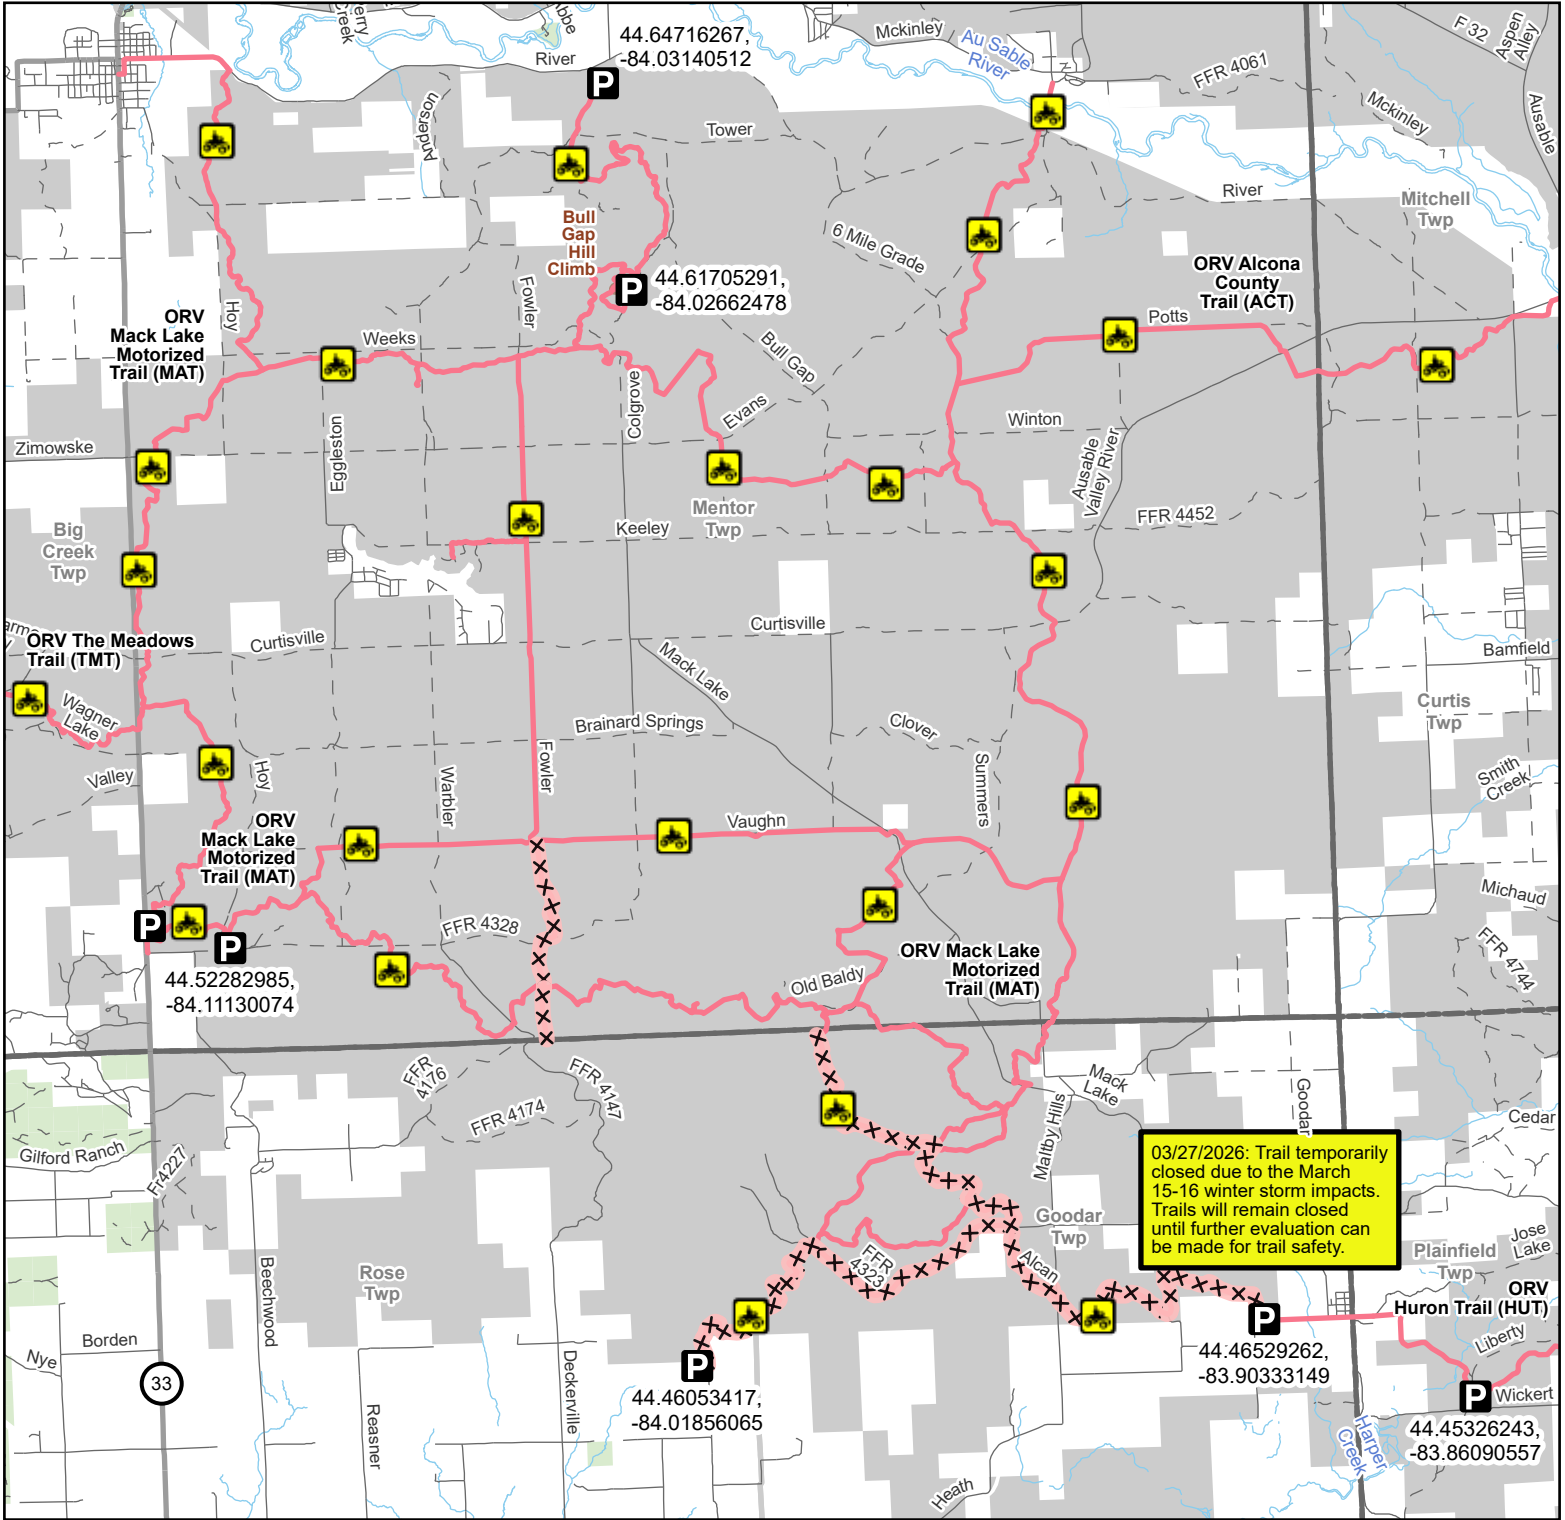 Perry
Creek
Abbe
44.64716267,
-84.03140512
River
Mckinley
Au Sable
River
F 32
Aspen
Alley
FFR 4061
Mckinley
Ausable
P
Anderson
Tower
River
Mitchell
Twp
Bull
Gap
Hill
Climb
6 Mile Grade
P
44.61705291,
-84.02662478
ORV Alcona
County
Trail (ACT)
Potts
Hoy
Fowler
ORV
Mack Lake
Motorized
Trail (MAT)
Weeks
Bull Gap
Colgrove
Evans
Winton
Zimowske
Eggleston
Ausable
Valley River
Mentor
Twp
Keeley
FFR 4452
Big
Creek
Twp
ORV The Meadows
Trail (TMT)
Curtisville
Curtisville
Bamfield
Mack Lake
Wagner
Lake
Brainard Springs
Clover
Curtis
Twp
Valley
Hoy
Warbler
Fowler
Summers
Smith
Creek
ORV
Mack Lake
Motorized
Trail (MAT)
Vaughn
Michaud
P
P
FFR 4328
44.52282985,
-84.11130074
Old Baldy
ORV Mack Lake
Motorized
Trail (MAT)
FFR 4744
FFR
4176
FFR 4147
FFR 4174
Mack
Lake
Goodar
Cedar
Gilford Ranch
Fr4227
Maltby Hills
03/27/2026: Trail temporarily
closed due to the March
15-16 winter storm impacts.
Trails will remain closed
until further evaluation can
be made for trail safety.
Goodar
Twp
Jose
Lake
Plainfield
Twp
Beechwood
Rose
Twp
FFR
4323
Alcan
ORV
Huron Trail (HUT)
Borden
Nye
33
Liberty
P
44.46529262,
-83.90333149
P
44.46053417,
-84.01856065
P
Wickert
44.45326243,
-83.86090557
Deckerville
Reasner
Harper
Creek
Heath